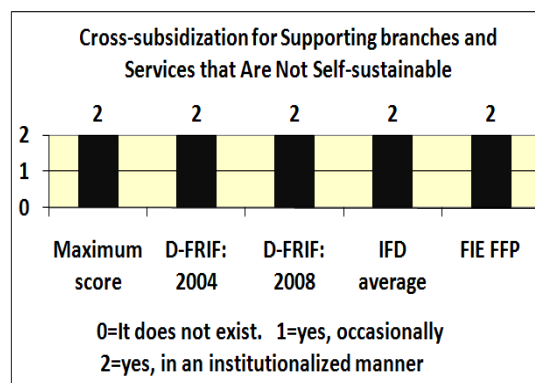 Cross-subsidization for Supporting branches and
Services that Are Not Self-sustainable
2 2 2 2 2
2
1
0
Maximum D-FRIF: D-FRIF: IFD FIE FFP
score 2004 2008 average
0=It does not exist. 1=yes, occasionally
2=yes, in an institutionalized manner